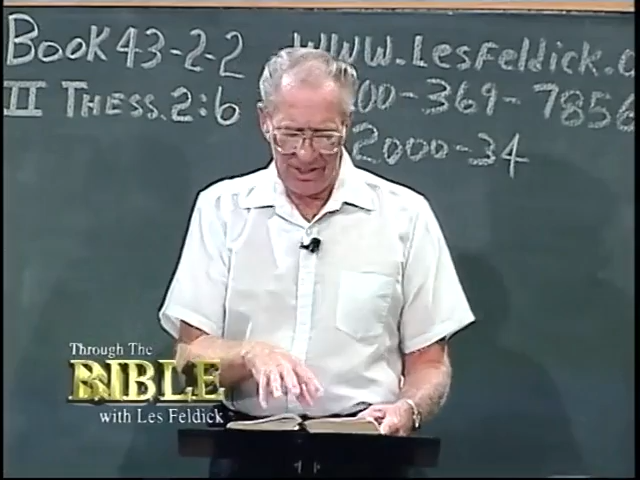 Book 43-2-2
II Thess. 2:6
WWW.LesFeldick.
00-369-7856
2000-34
Through The
BIBLE
with Les Feldick